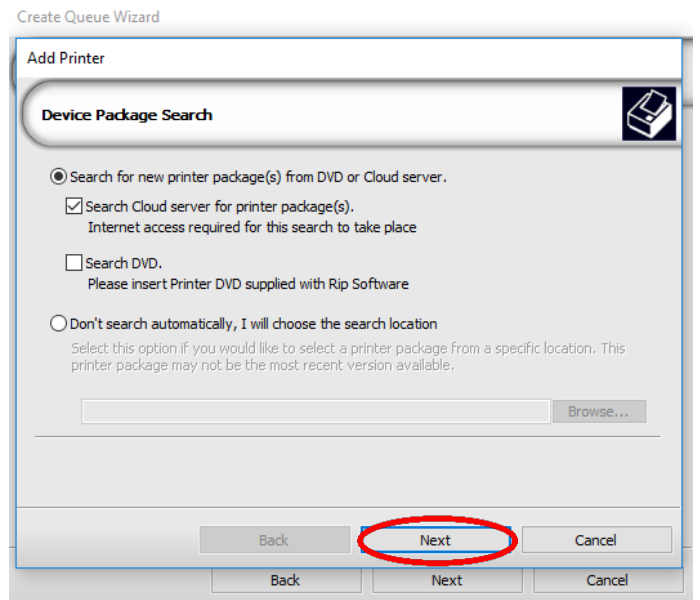 Create Queue Wizard
Add Printer
Device Package Search
Search for new printer package(s) from DVD or Cloud server.
Search Cloud server for printer package(s).
Internet access required for this search to take place
Search DVD.
Please insert Printer DVD supplied with Rip Software
Don't search automatically, I will choose the search location
Select this option if you would like to select a printer package from a specific location. This
printer package may not be the most recent version available.
Browse...
Back Next Cancel
Back Next Cancel